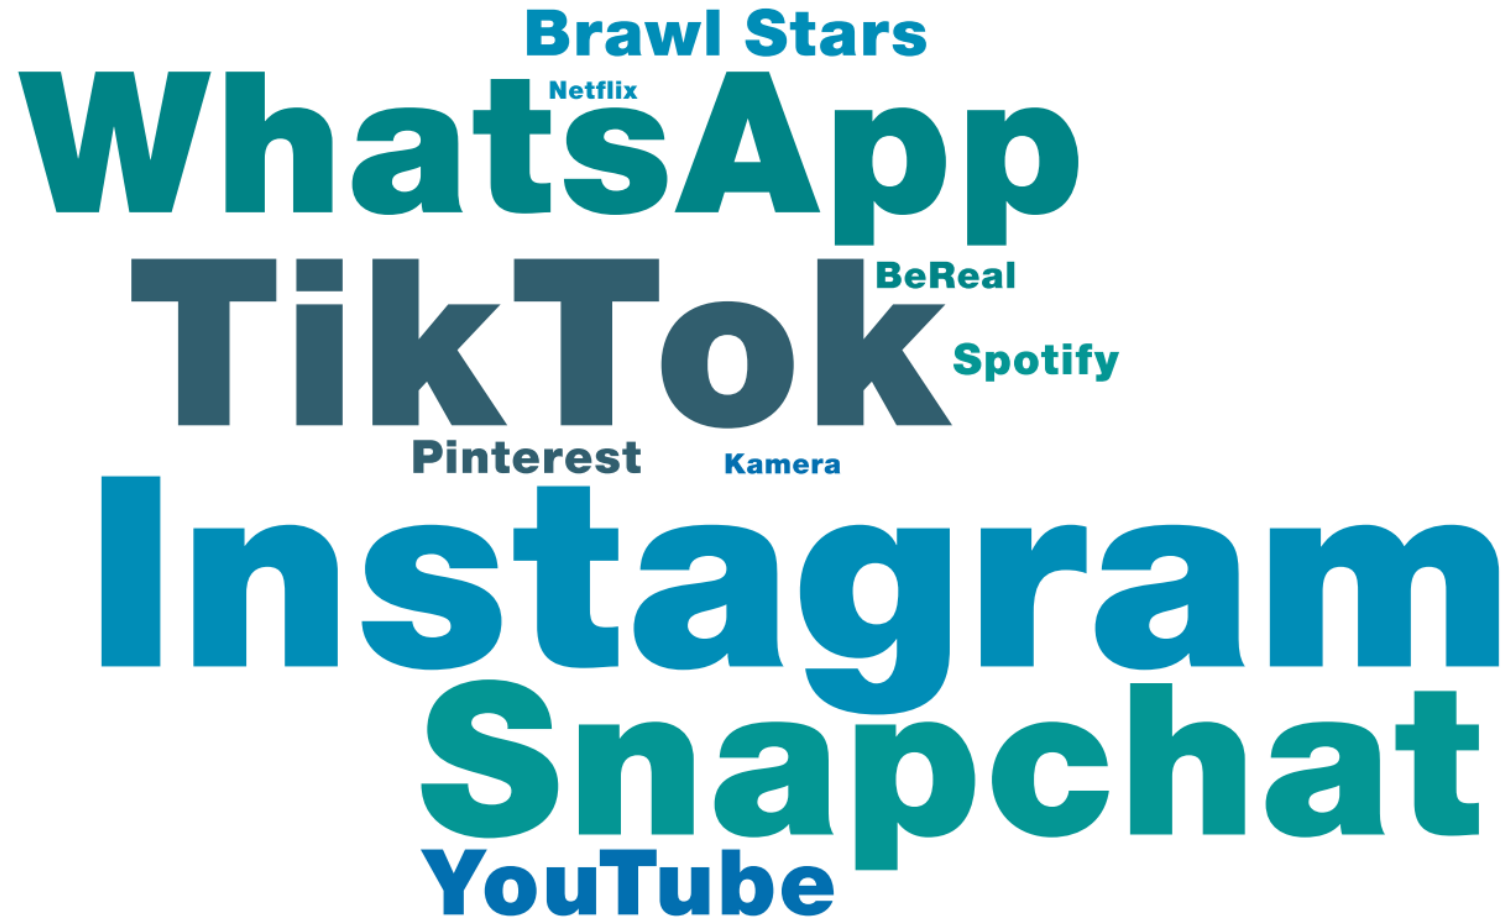 Brawl Stars
Netflix
WhatsApp
BeReal
TikTok
Spotify
Pinterest
Kamera
Instagram
Snapchat
YouTube